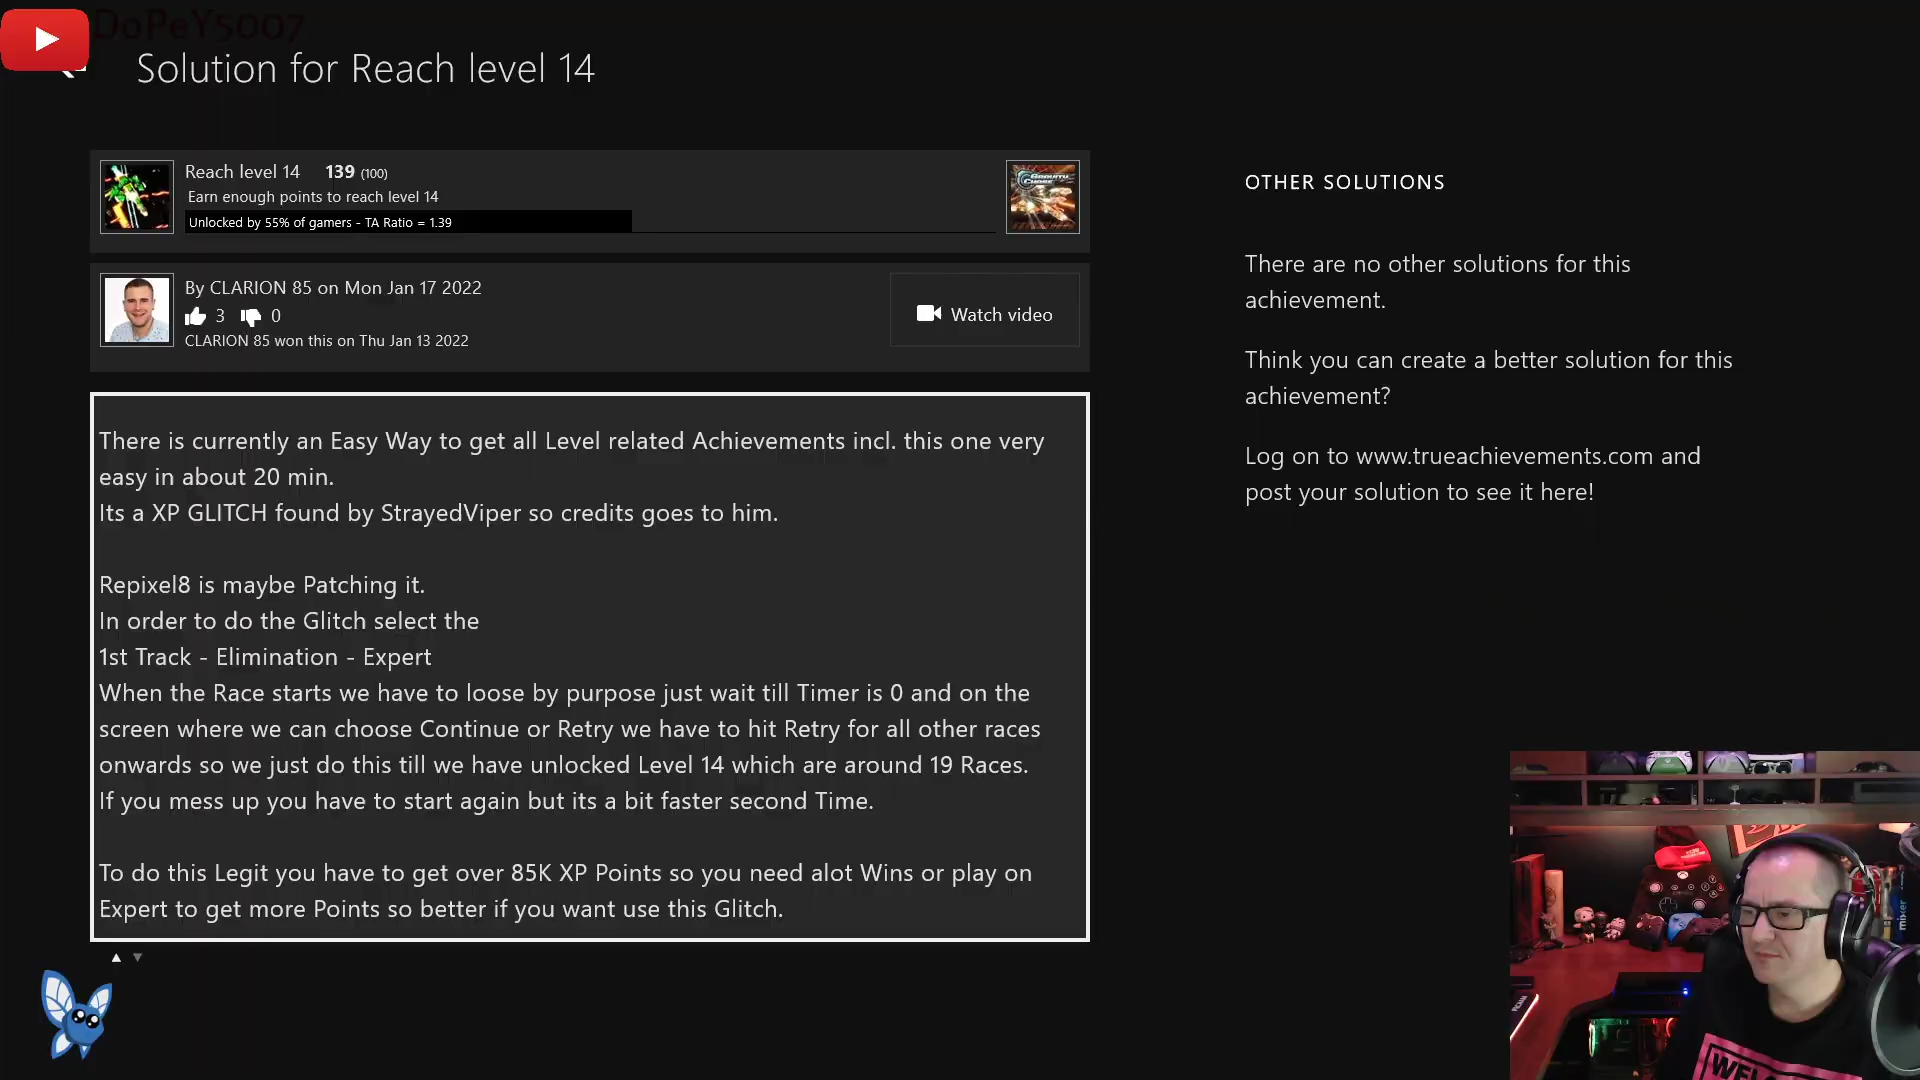 DoPeY5007
Solution for Reach level 14
Reach level 14 139 (100)
Earn enough points to reach level 14
Unlocked by 55% of gamers - TA Ratio = 1.39
GRAVITY
CHASE
By CLARION 85 on Mon Jan 17 2022
3 0
CLARION 85 won this on Thu Jan 13 2022
Watch video
There is currently an Easy Way to get all Level related Achievements incl. this one very
easy in about 20 min.
Its a XP GLITCH found by StrayedViper so credits goes to him.
Repixel8 is maybe Patching it.
In order to do the Glitch select the
1st Track - Elimination - Expert
When the Race starts we have to loose by purpose just wait till Timer is 0 and on the
screen where we can choose Continue or Retry we have to hit Retry for all other races
onwards so we just do this till we have unlocked Level 14 which are around 19 Races.
If you mess up you have to start again but its a bit faster second Time.
To do this Legit you have to get over 85K XP Points so you need alot Wins or play on
Expert to get more Points so better if you want use this Glitch.
OTHER SOLUTIONS
There are no other solutions for this
achievement.
Think you can create a better solution for this
achievement?
Log on to www.trueachievements.com and
post your solution to see it here!
mixer